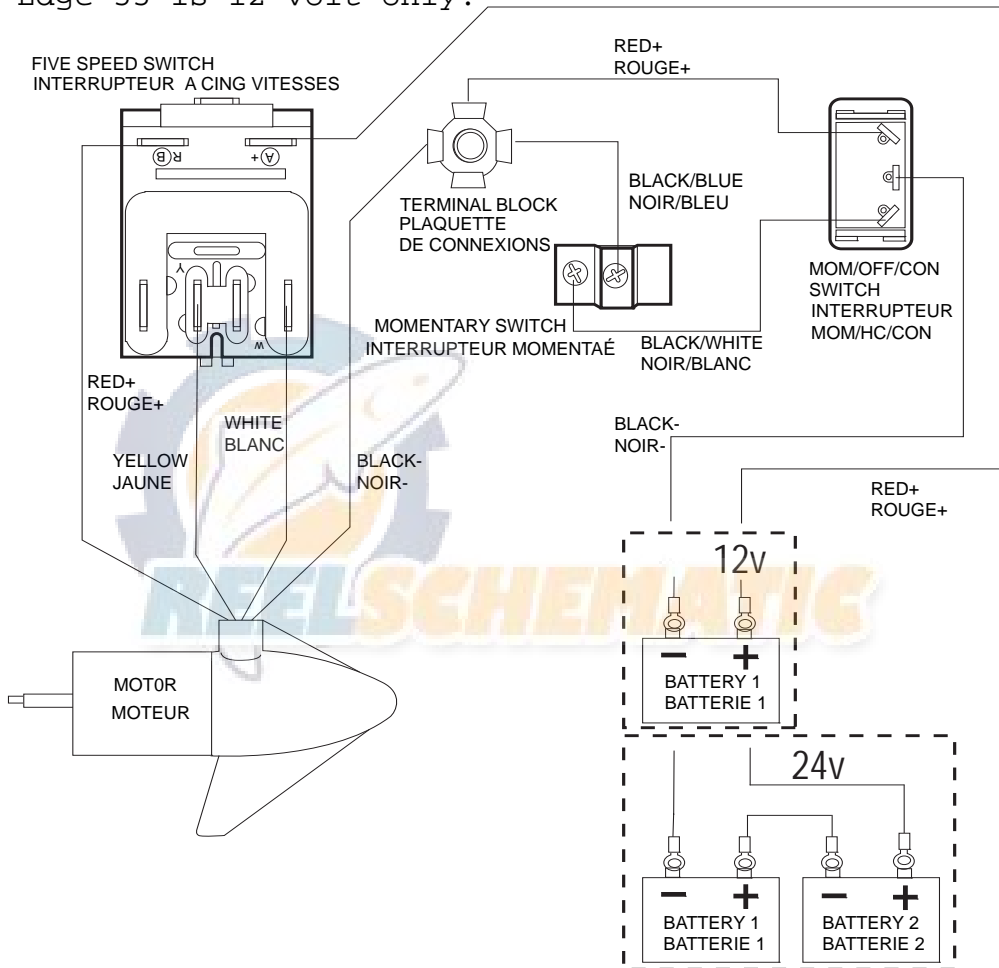 Edge 55 is 12 volt only.
FIVE SPEED SWITCH
INTERRUPTEUR A CING VITESSES
B R
A +
Y
W
RED+
ROUGE+
TERMINAL BLOCK
PLAQUETTE
DE CONNEXIONS
BLACK/BLUE
NOIR/BLEU
MOMENTARY SWITCH
INTERRUPTEUR MOMENTAÉ
BLACK/WHITE
NOIR/BLANC
MOM/OFF/CON
SWITCH
INTERRUPTEUR
MOM/HC/CON
RED+
ROUGE+
WHITE
BLANC
YELLOW
JAUNE
BLACK-
NOIR-
BLACK-
NOIR-
RED+
ROUGE+
REELSCHEMATIC
MOT0R
MOTEUR
12v
− +
BATTERY 1
BATTERIE 1
24v
− +
BATTERY 1
BATTERIE 1
− +
BATTERY 2
BATTERIE 2